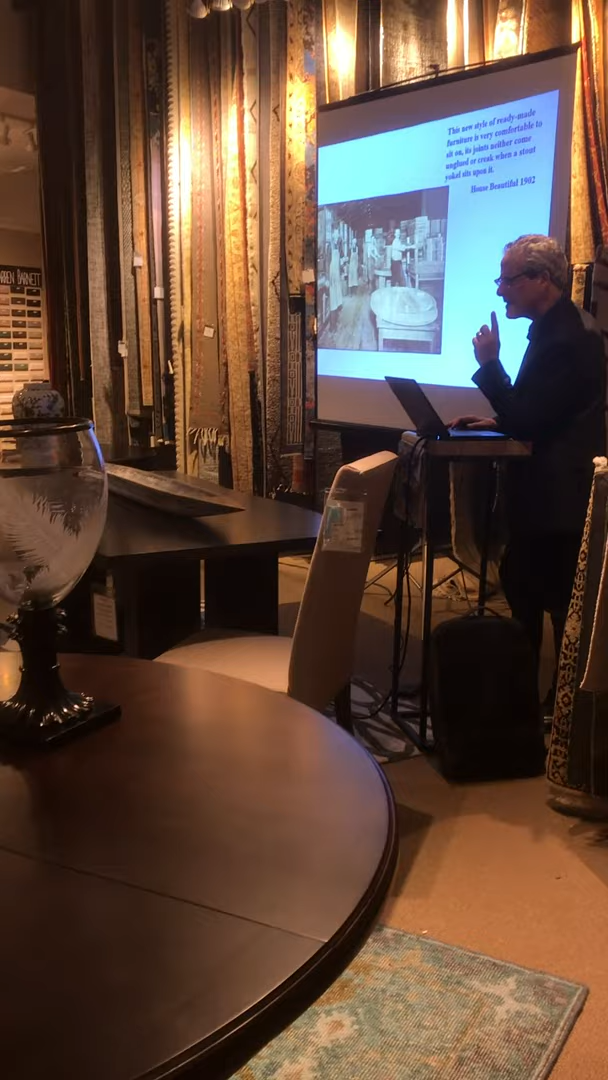 This new style of ready-made
furniture is very comfortable to
sit on, its joints neither come
unglued or creak when a stout
yokel sits upon it.
House Beautiful 1902
BARNETT